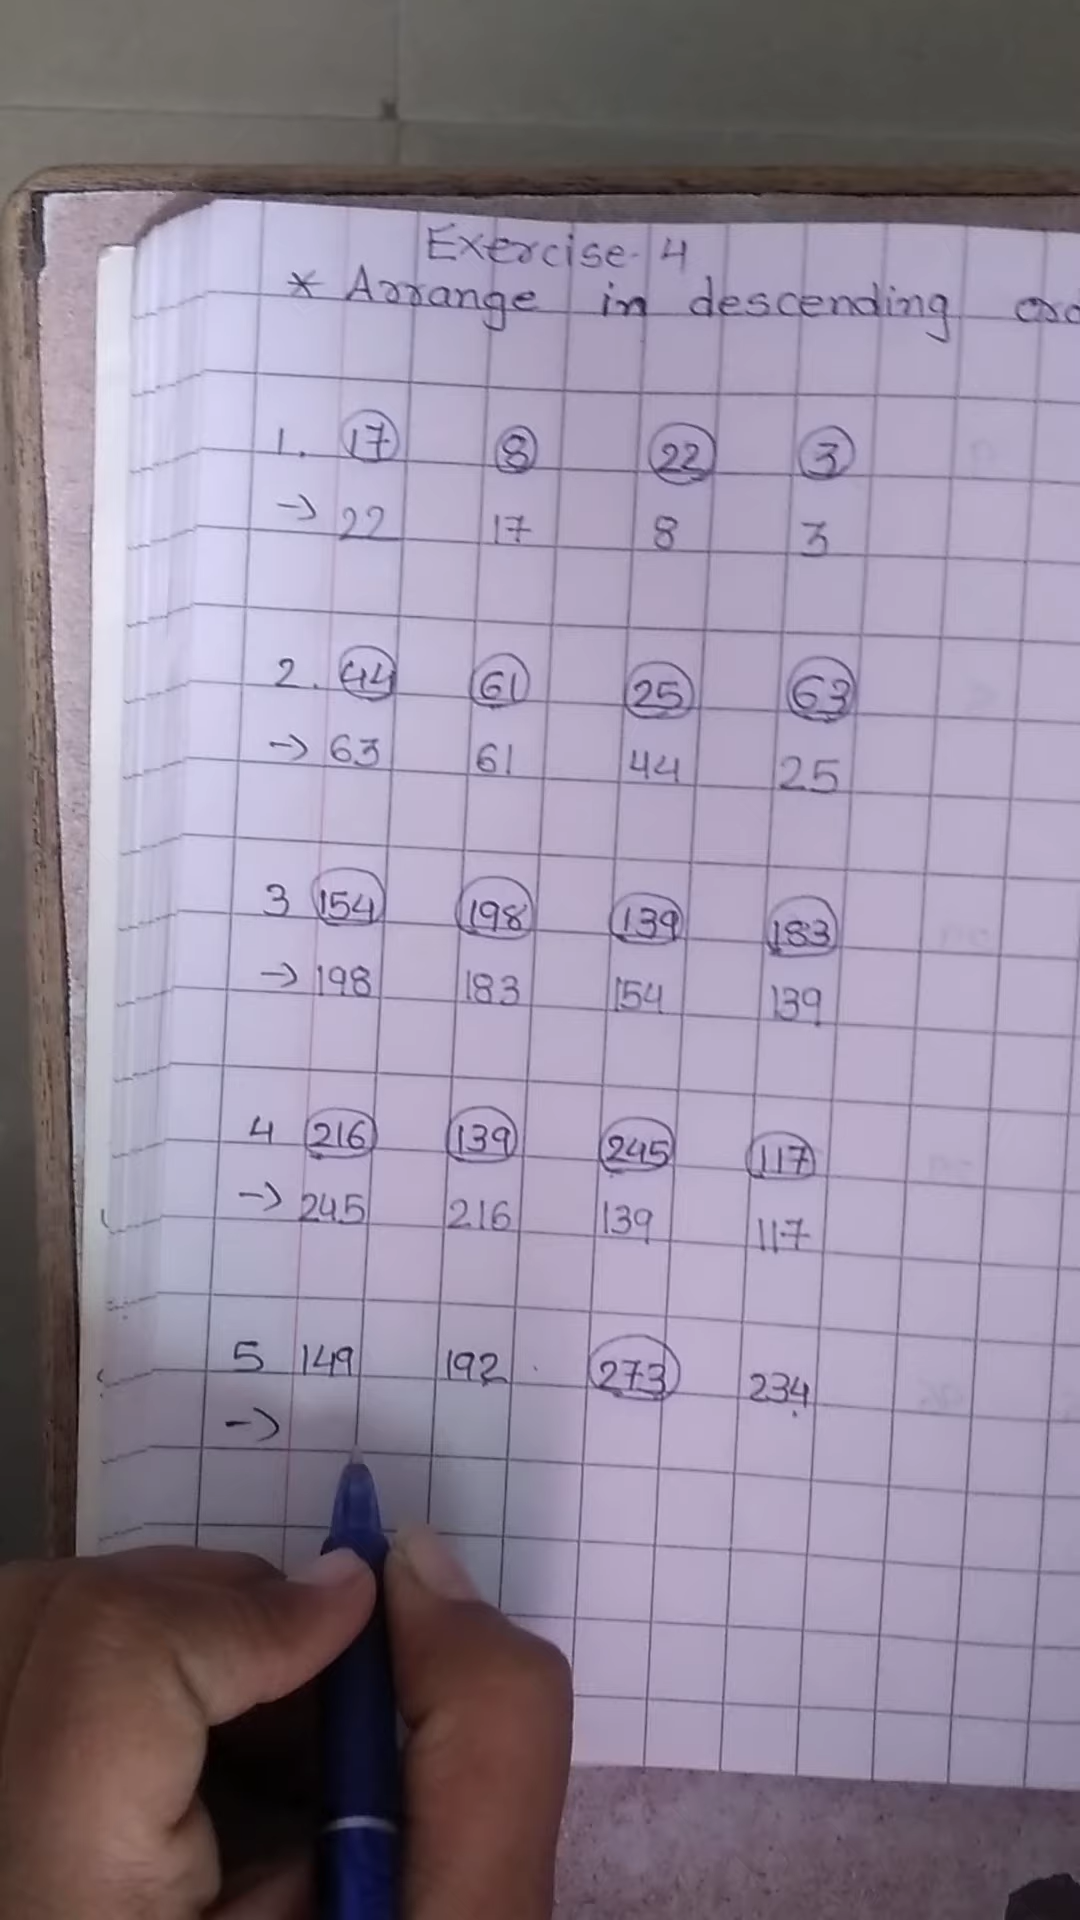 Exercise-4
* Arrange in descending
1. 17 8 22 3
→ 22 17 8 3
2. 44 61 25 63
→ 63 61 44 25
3 154 198 139 183
→ 198 183 154 139
4 216 139 245 117
→ 245 216 139 117
5 149 192 273 234
→